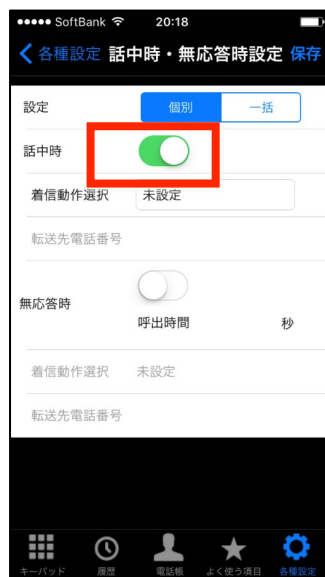 SoftBank 20:18
各種設定 話中時・無応答時設定 保存
設定 個別 一括
話中時
着信動作選択 未設定
転送先電話番号
無応答時
呼出時間 秒
着信動作選択 未設定
転送先電話番号
キーパッド 履歴 電話帳 よく使う項目 各種設定